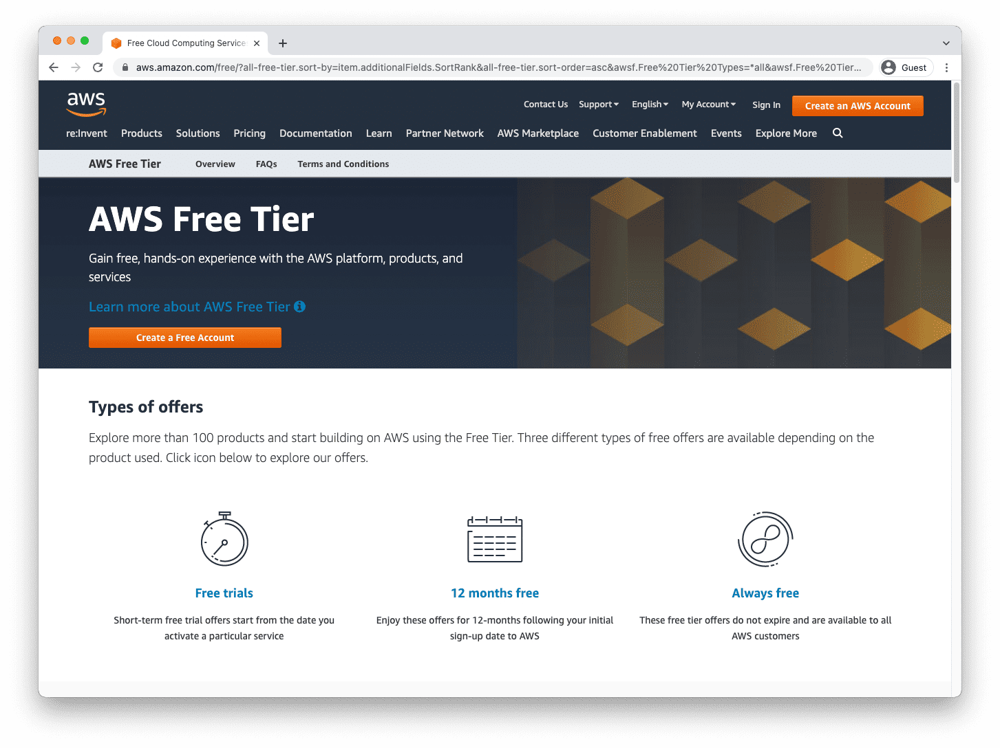 Free Cloud Computing Service
aws.amazon.com/free/?all-free-tier.sort-by=item.additionalFields.SortRank&all-free-tier.sort-order=asc&awsf.Free%20Tier%20Types=*all&awsf.Free%20Tier...
Guest
aws
Contact Us Support English My Account Sign In Create an AWS Account
re:Invent Products Solutions Pricing Documentation Learn Partner Network AWS Marketplace Customer Enablement Events Explore More
AWS Free Tier Overview FAQs Terms and Conditions
AWS Free Tier
Gain free, hands-on experience with the AWS platform, products, and
services
Learn more about AWS Free Tier
Create a Free Account
Types of offers
Explore more than 100 products and start building on AWS using the Free Tier. Three different types of free offers are available depending on the
product used. Click icon below to explore our offers.
Free trials
Short-term free trial offers start from the date you
activate a particular service
12 months free
Enjoy these offers for 12-months following your initial
sign-up date to AWS
Always free
These free tier offers do not expire and are available to all
AWS customers